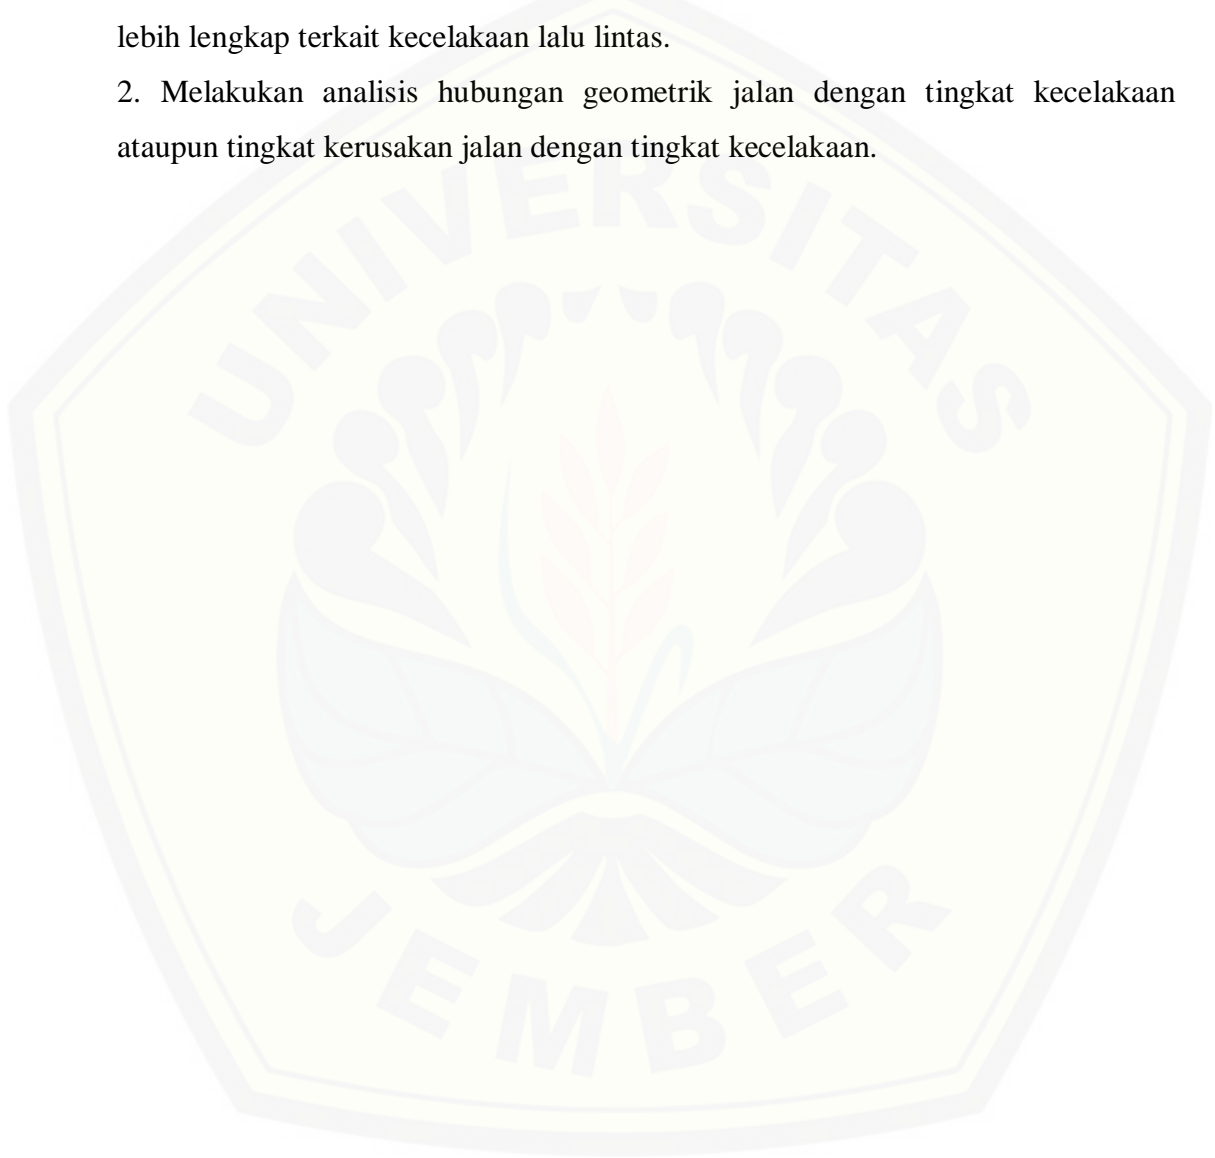 lebih lengkap terkait kecelakaan lalu lintas.
2. Melakukan analisis hubungan geometrik jalan dengan tingkat kecelakaan
ataupun tingkat kerusakan jalan dengan tingkat kecelakaan.
UNIVERSITAS
JEMBER